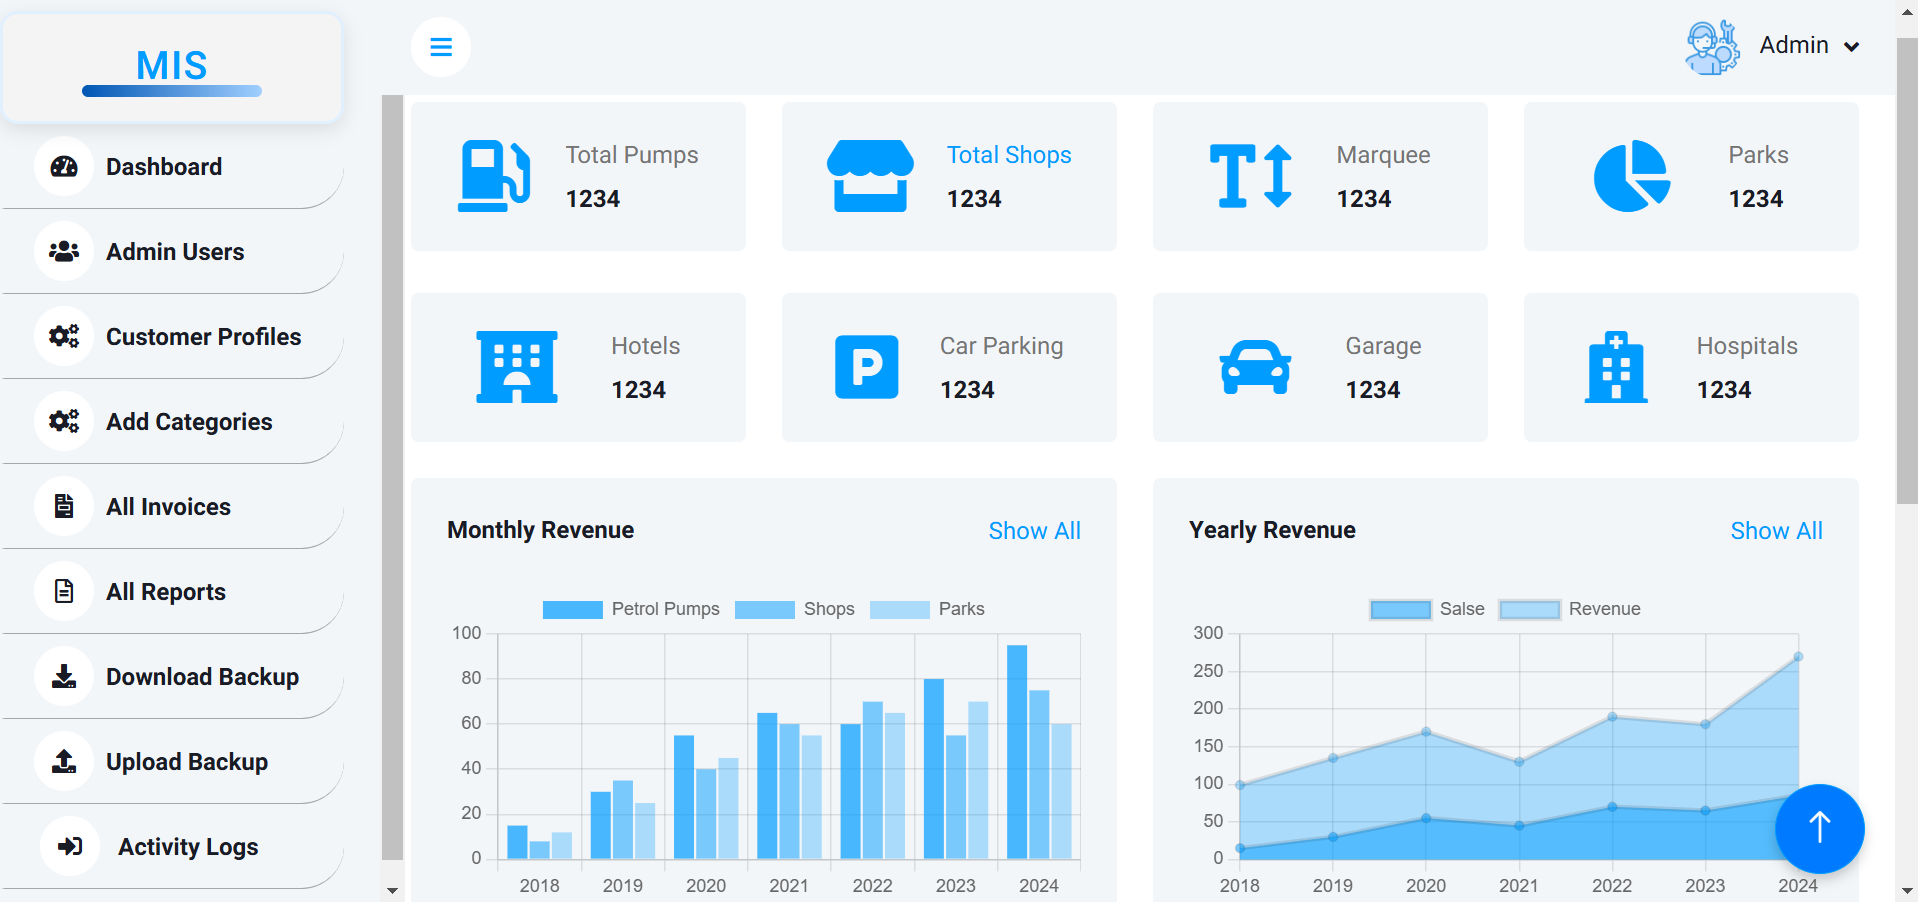 MIS
Dashboard
Admin Users
Customer Profiles
Add Categories
All Invoices
All Reports
Download Backup
Upload Backup
Activity Logs
Admin
Total Pumps
1234
Total Shops
1234
Marquee
1234
Parks
1234
Hotels
1234
P
Car Parking
1234
Garage
1234
Hospitals
1234
Monthly Revenue
Show All
Petrol Pumps Shops Parks
100
80
60
40
20
0
2018 2019 2020 2021 2022 2023 2024
Yearly Revenue
Show All
Salse Revenue
300
250
200
150
100
50
0
2018 2019 2020 2021 2022 2023 2024